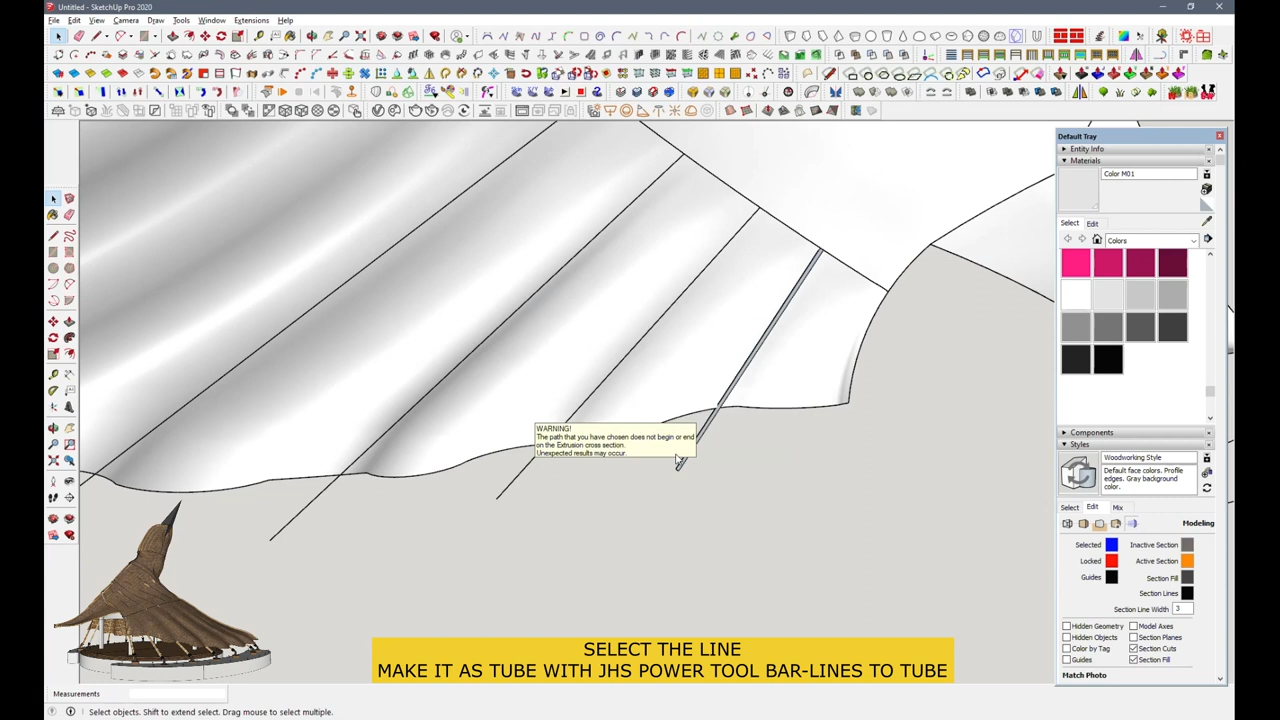 Untitled - SketchUp Pro 2020
File Edit View Camera Draw Tools Window Extensions Help
Default Tray
Entity Info
Materials
Color M01
Select Edit
Colors
WARNING!
The path that you have chosen does not begin or end
on the Extrusion cross section.
Unexpected results may occur.
Components
Styles
Woodworking Style
Default face colors. Profile
edges. Gray background
color.
Select Edit Mix
Modeling
Selected Inactive Section
Locked Active Section
Guides Section Fill
Section Lines
Section Line Width 3
Hidden Geometry Model Axes
Hidden Objects Section Planes
Color by Tag Section Cuts
Guides Section Fill
Match Photo
SELECT THE LINE
MAKE IT AS TUBE WITH JHS POWER TOOL BAR-LINES TO TUBE
Measurements
Select objects. Shift to extend select. Drag mouse to select multiple.